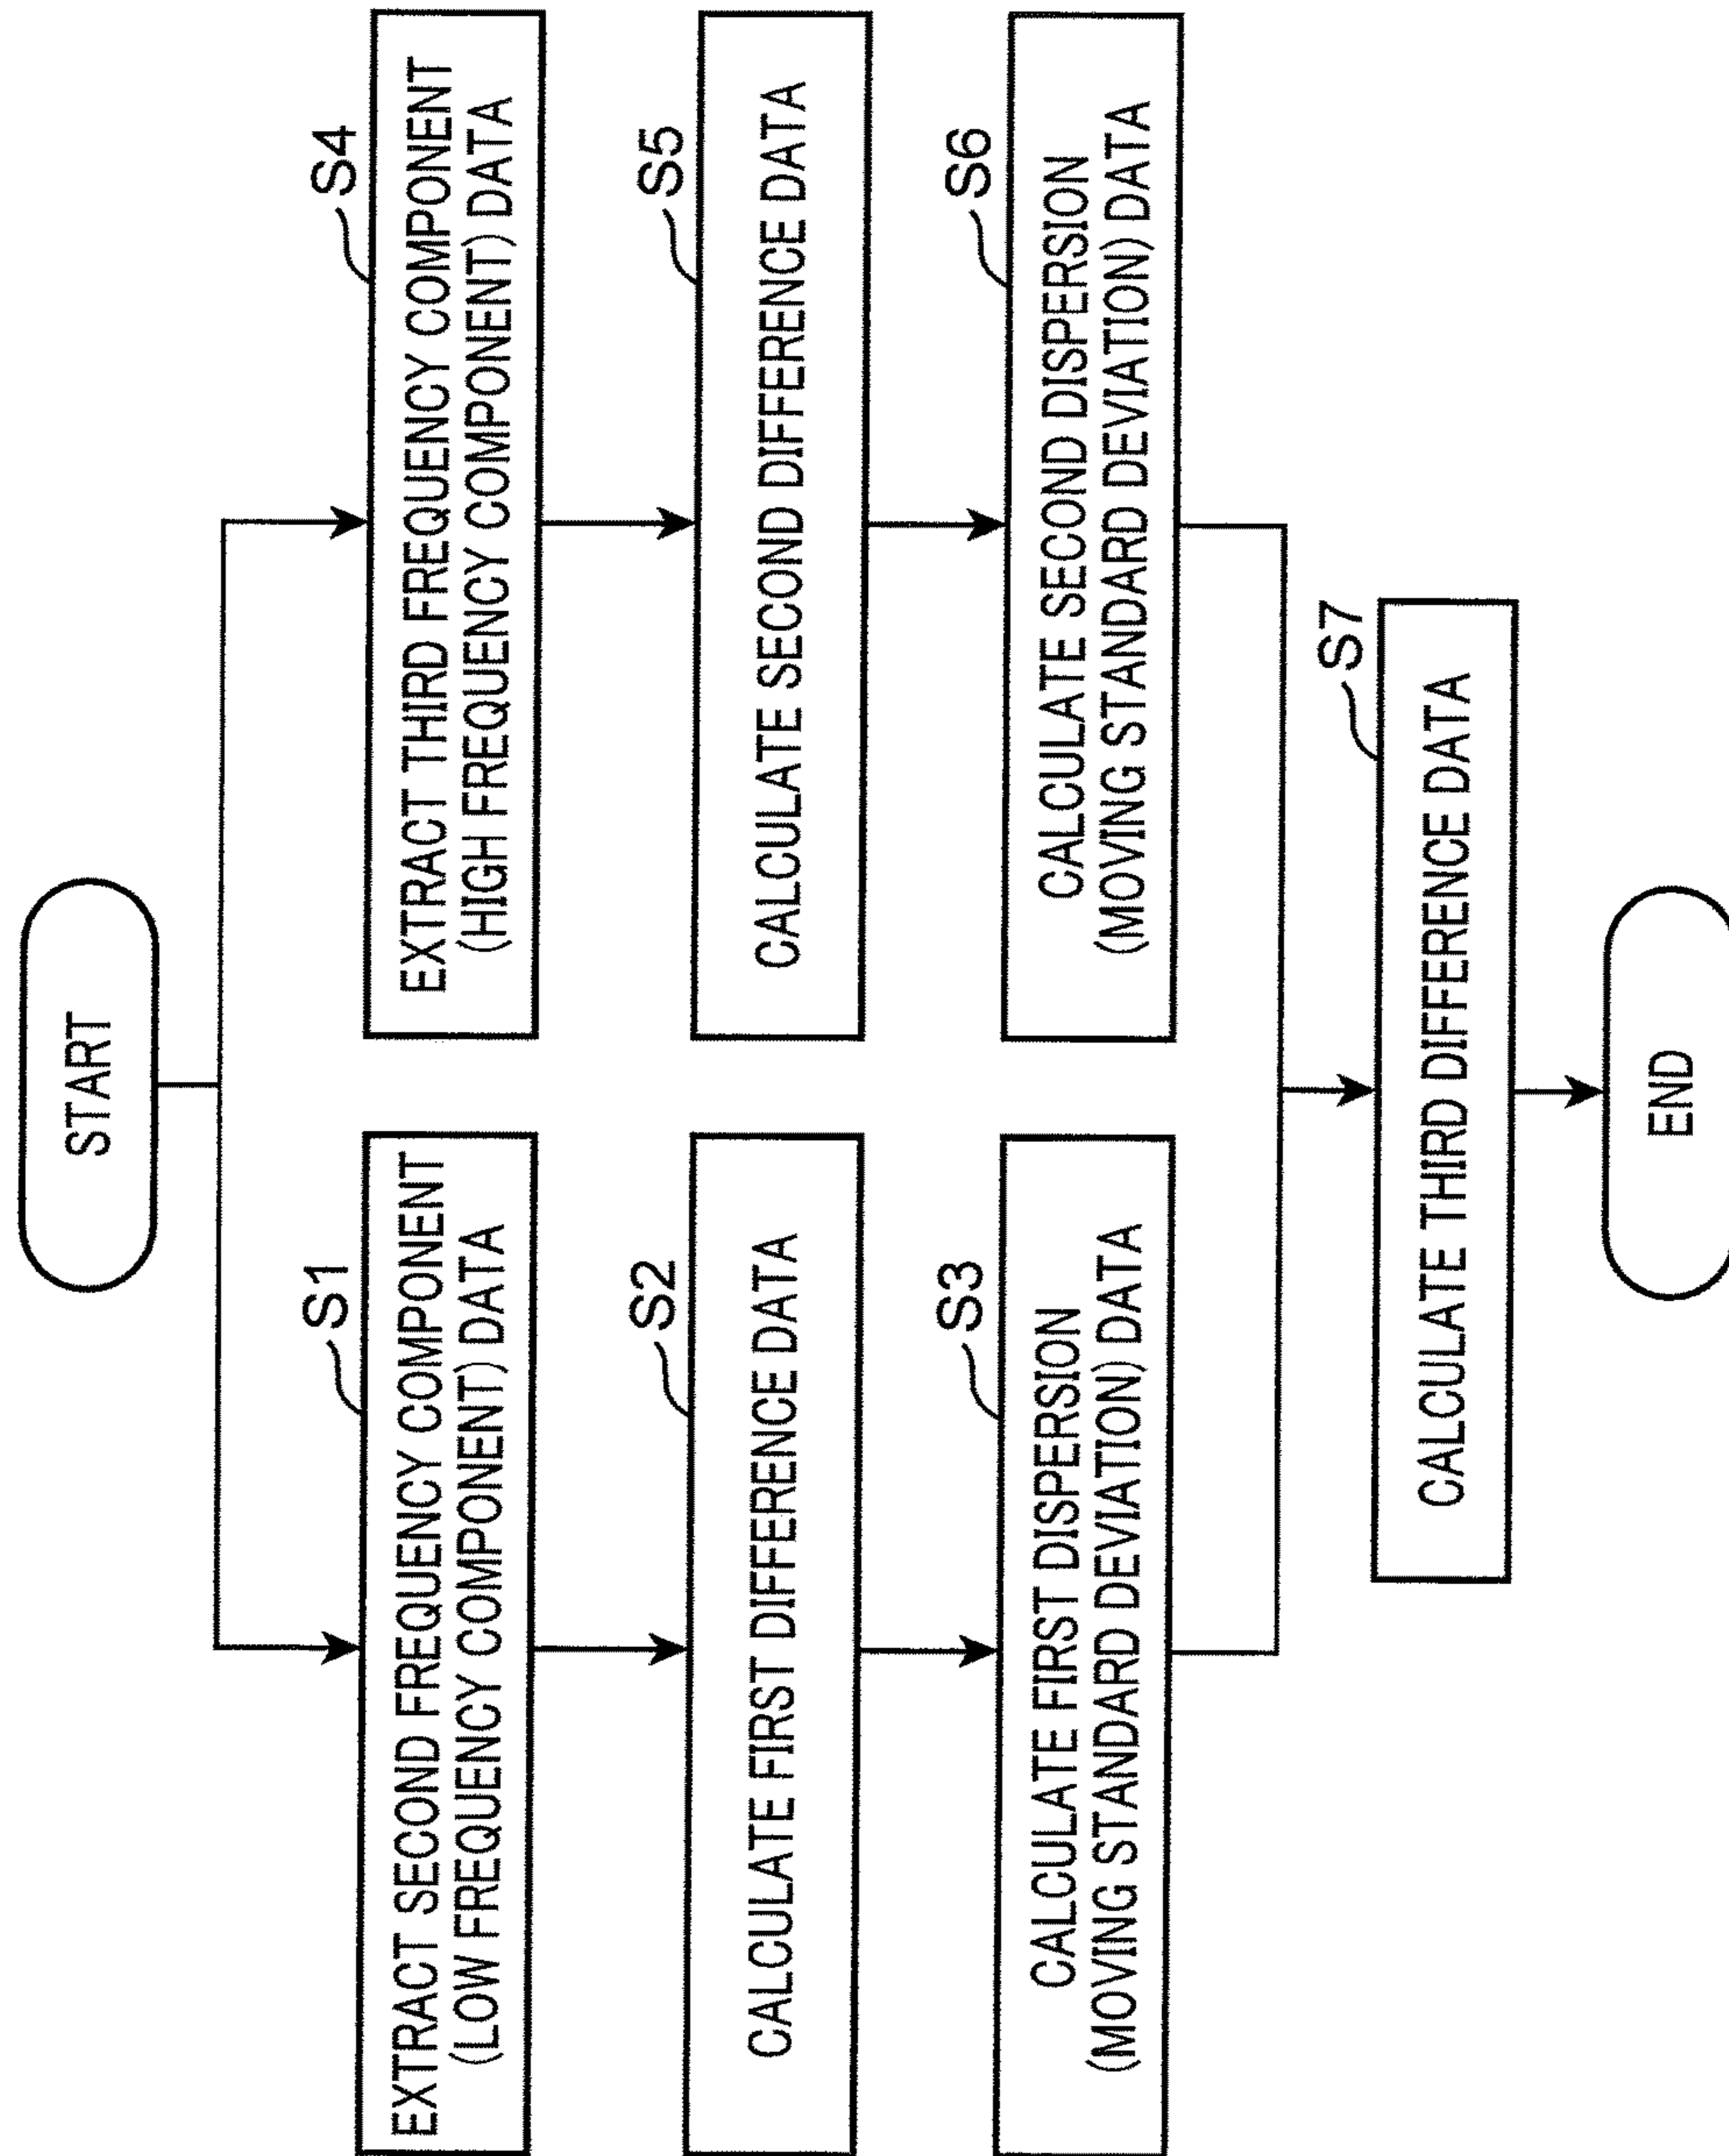 START
S1
EXTRACT SECOND FREQUENCY COMPONENT
(LOW FREQUENCY COMPONENT) DATA
S2
CALCULATE FIRST DIFFERENCE DATA
S3
CALCULATE FIRST DISPERSION
(MOVING STANDARD DEVIATION) DATA
S4
EXTRACT THIRD FREQUENCY COMPONENT
(HIGH FREQUENCY COMPONENT) DATA
S5
CALCULATE SECOND DIFFERENCE DATA
S6
CALCULATE SECOND DISPERSION
(MOVING STANDARD DEVIATION) DATA
S7
CALCULATE THIRD DIFFERENCE DATA
END